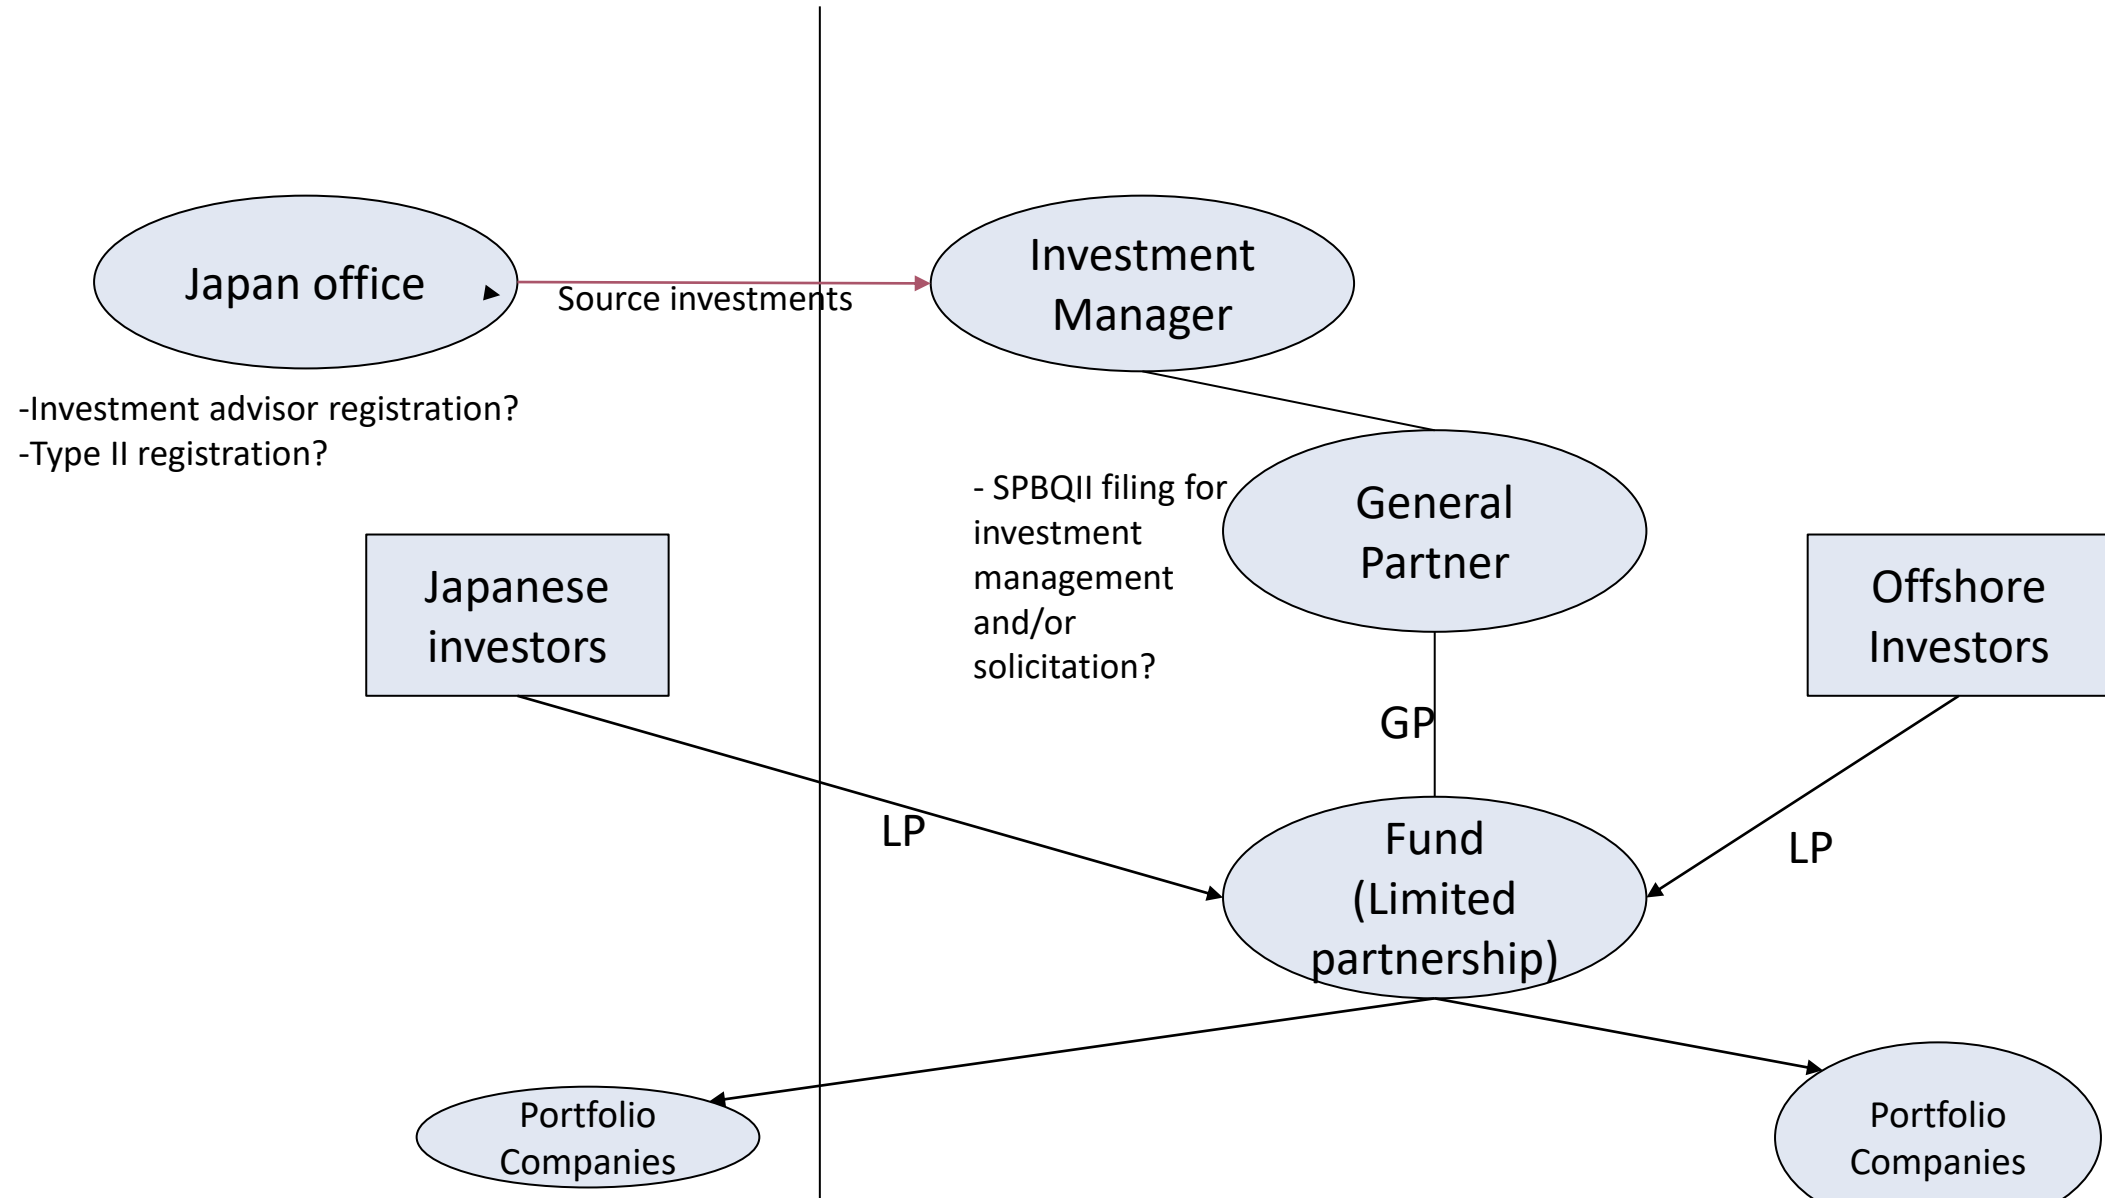 Japan office
Source investments
Investment
Manager
-Investment advisor registration?
-Type II registration?
- SPBQII filing for
investment
management
and/or
solicitation?
General
Partner
Japanese
investors
Offshore
Investors
GP
LP
LP
Fund
(Limited
partnership)
Portfolio
Companies
Portfolio
Companies